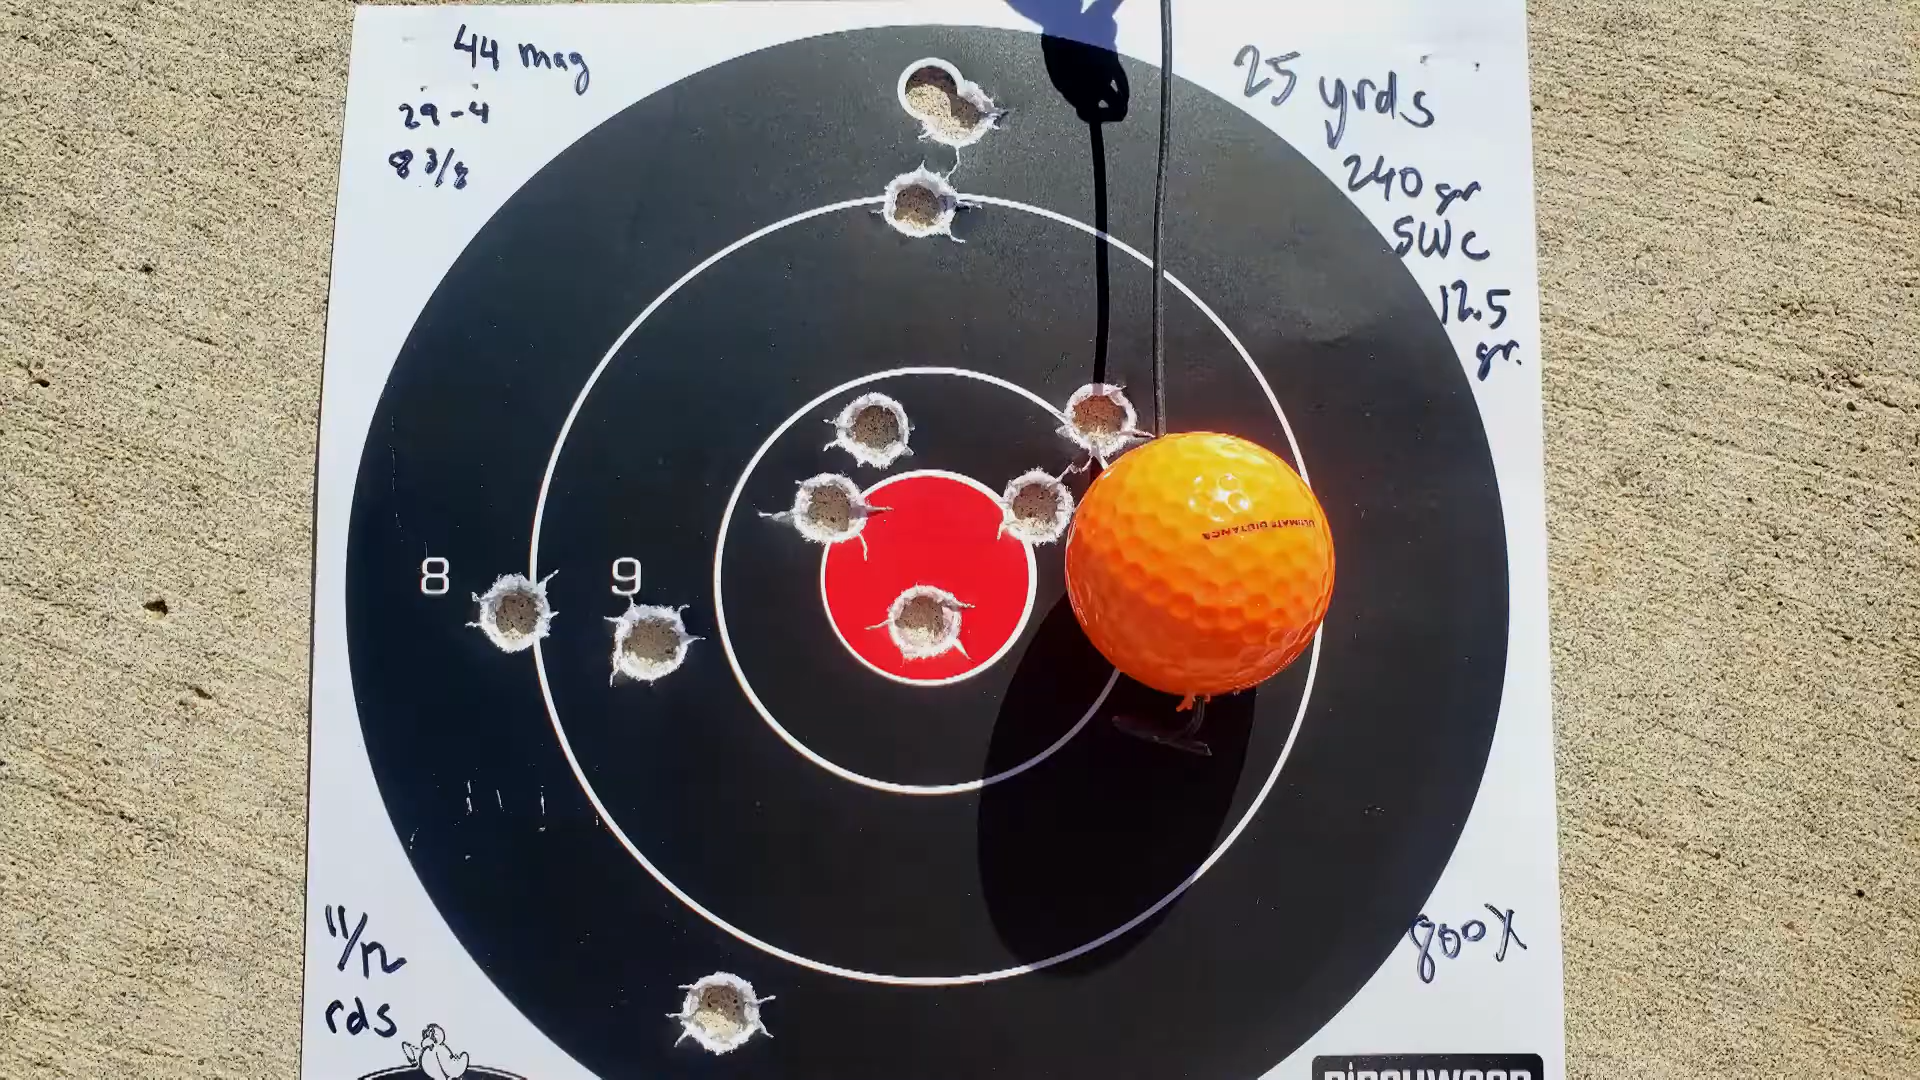 44 mag
29-4
8 3/8
25 yrds
240 gr
SWC
12.5
gr.
8
9
ULTIMATE DISTANCE
11/12
rds
800X
BIRCHWOOD